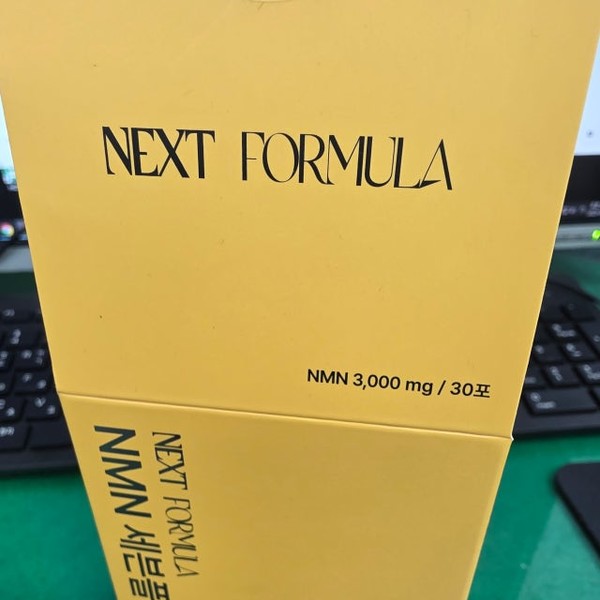 NEXT FORMULA
NMN 3,000 mg / 30포
NEXT FORMULA
NMN